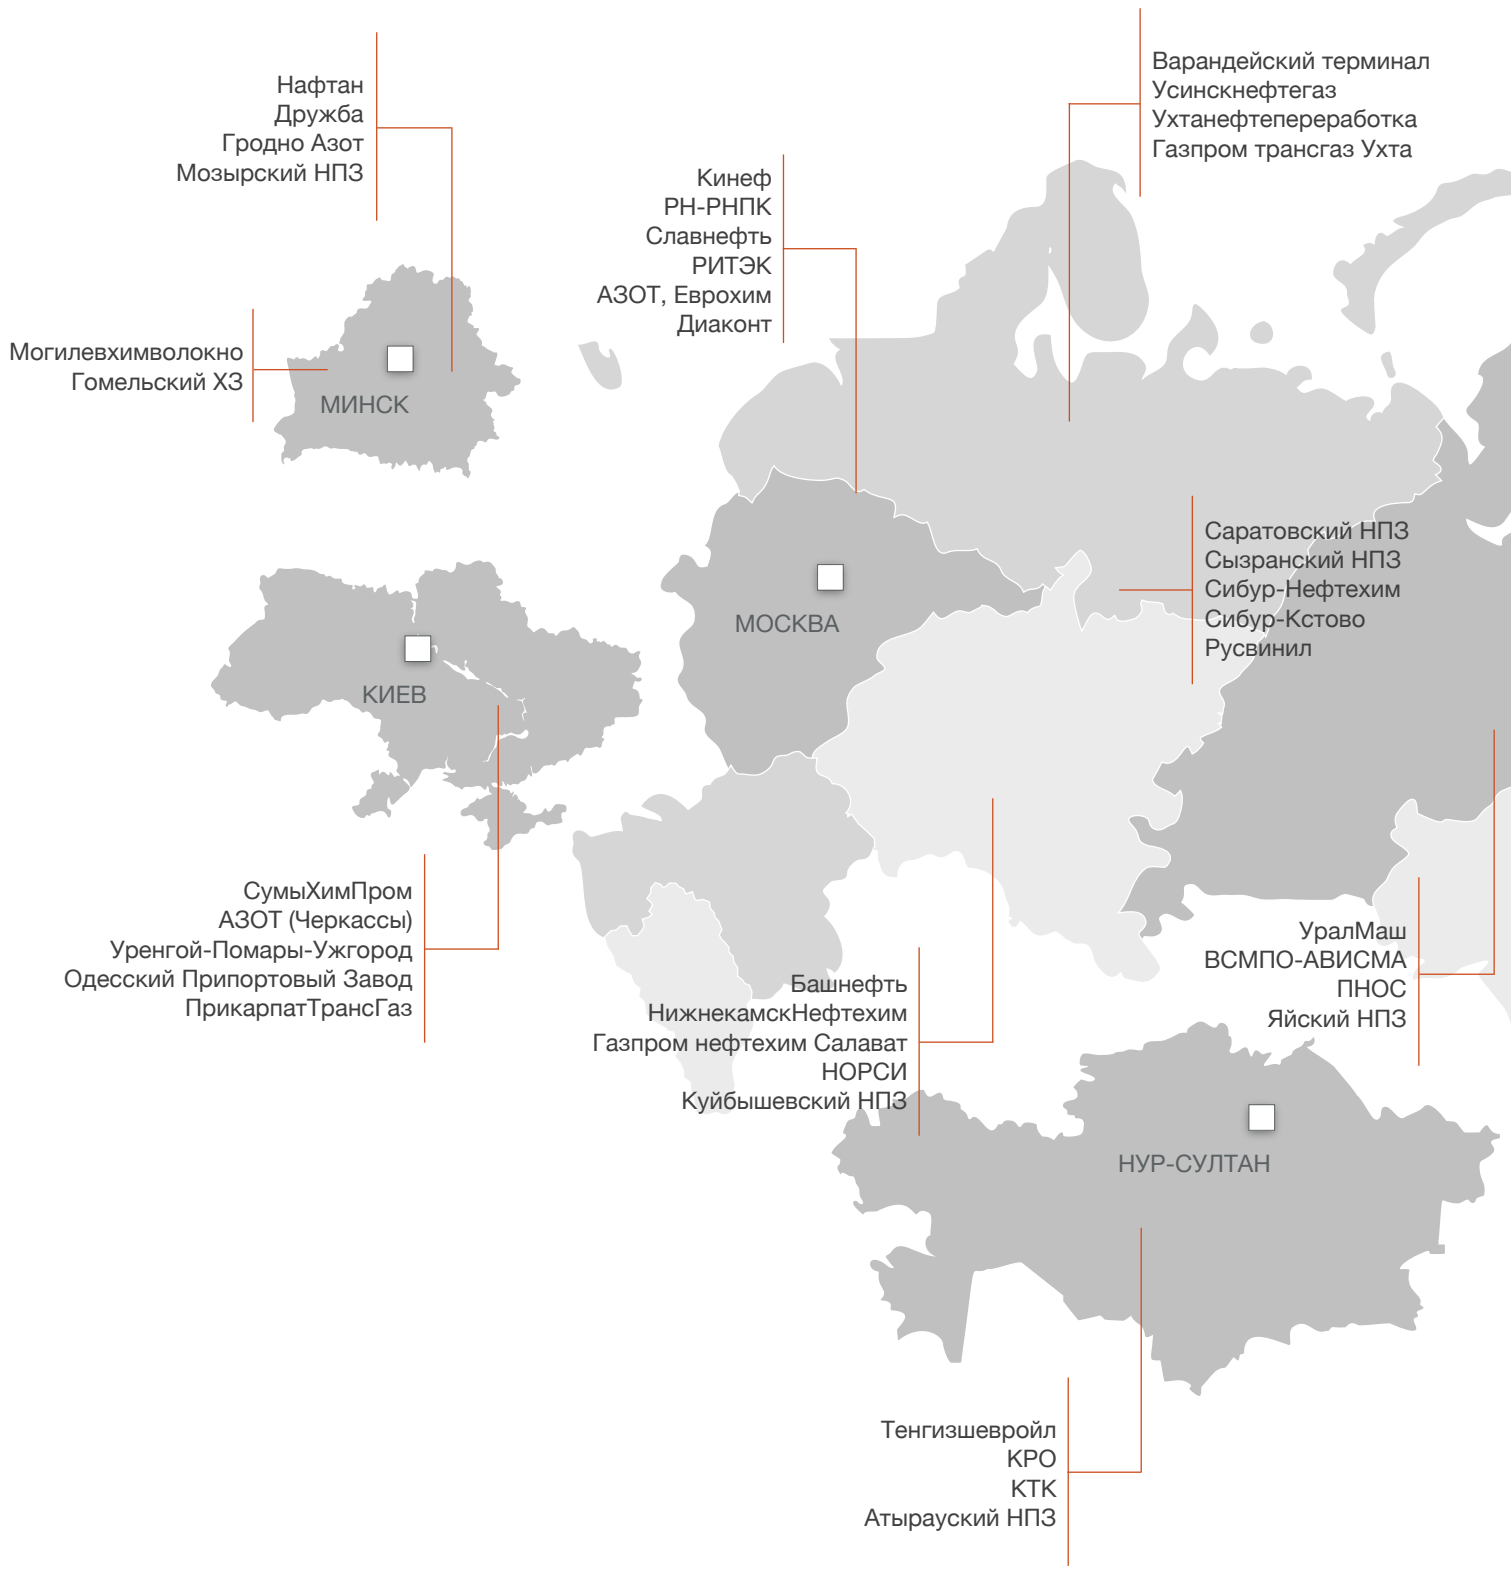 Варандейский терминал
Усинскнефтегаз
Ухтанефтепереработка
Газпром трансгаз Ухта
Нафтан
Дружба
Гродно Азот
Мозырский НПЗ
Кинеф
РН-РНПК
Славнефть
РИТЭК
АЗОТ, Еврохим
Диаконт
Могилевхимволокно
Гомельский ХЗ
МИНСК
Саратовский НПЗ
Сызранский НПЗ
Сибур-Нефтехим
Сибур-Кстово
Русвинил
МОСКВА
КИЕВ
СумыХимПром
АЗОТ (Черкассы)
Уренгой-Помары-Ужгород
Одесский Припортовый Завод
ПрикарпатТрансГаз
УралМаш
ВСМПО-АВИСМА
ПНОС
Яйский НПЗ
Башнефть
НижнекамскНефтехим
Газпром нефтехим Салават
НОРСИ
Куйбышевский НПЗ
НУР-СУЛТАН
Тенгизшевройл
КРО
КТК
Атырауский НПЗ